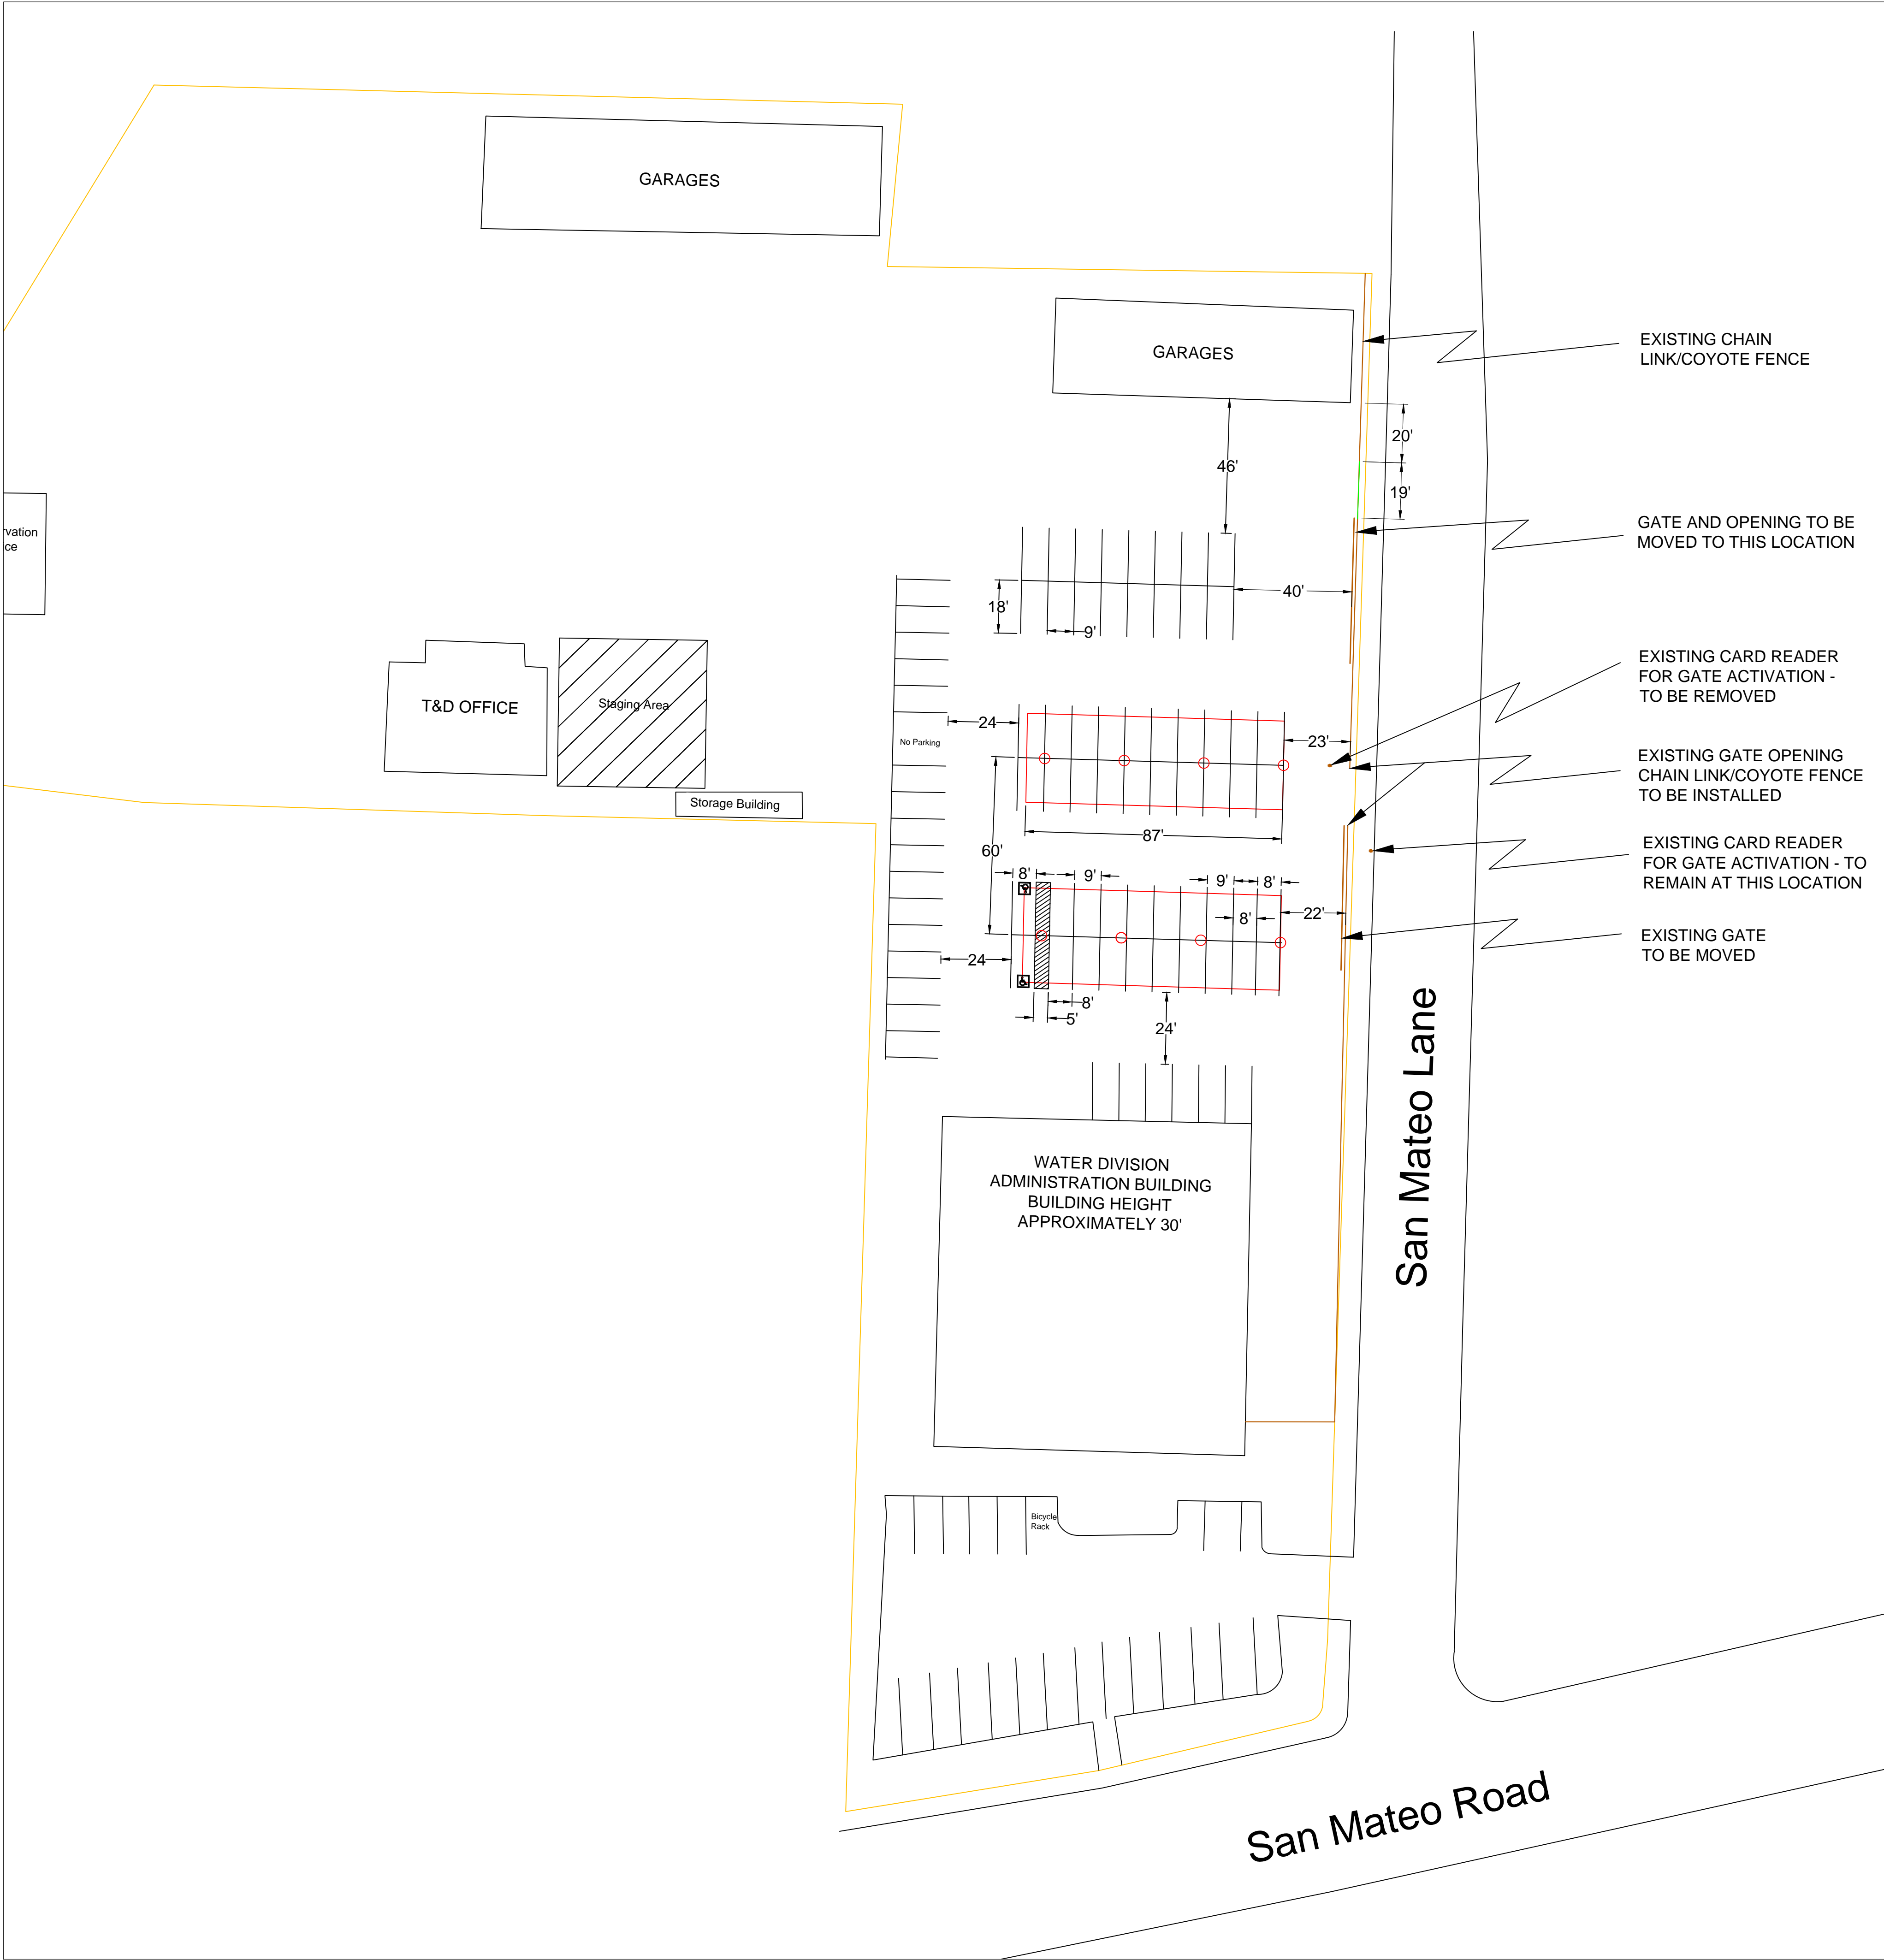 GARAGES
GARAGES
EXISTING CHAIN
LINK/COYOTE FENCE
20'
46'
19'
rvation
ce
GATE AND OPENING TO BE
MOVED TO THIS LOCATION
40'
18'
9'
EXISTING CARD READER
FOR GATE ACTIVATION -
TO BE REMOVED
T&D OFFICE
Staging Area
24
No Parking
23'
EXISTING GATE OPENING
CHAIN LINK/COYOTE FENCE
TO BE INSTALLED
Storage Building
87'
60'
EXISTING CARD READER
FOR GATE ACTIVATION - TO
REMAIN AT THIS LOCATION
8'
9'
9'
8'
8'
22'
EXISTING GATE
TO BE MOVED
24
8'
5'
24'
San Mateo Lane
WATER DIVISION
ADMINISTRATION BUILDING
BUILDING HEIGHT
APPROXIMATELY 30'
Bicycle
Rack
San Mateo Road